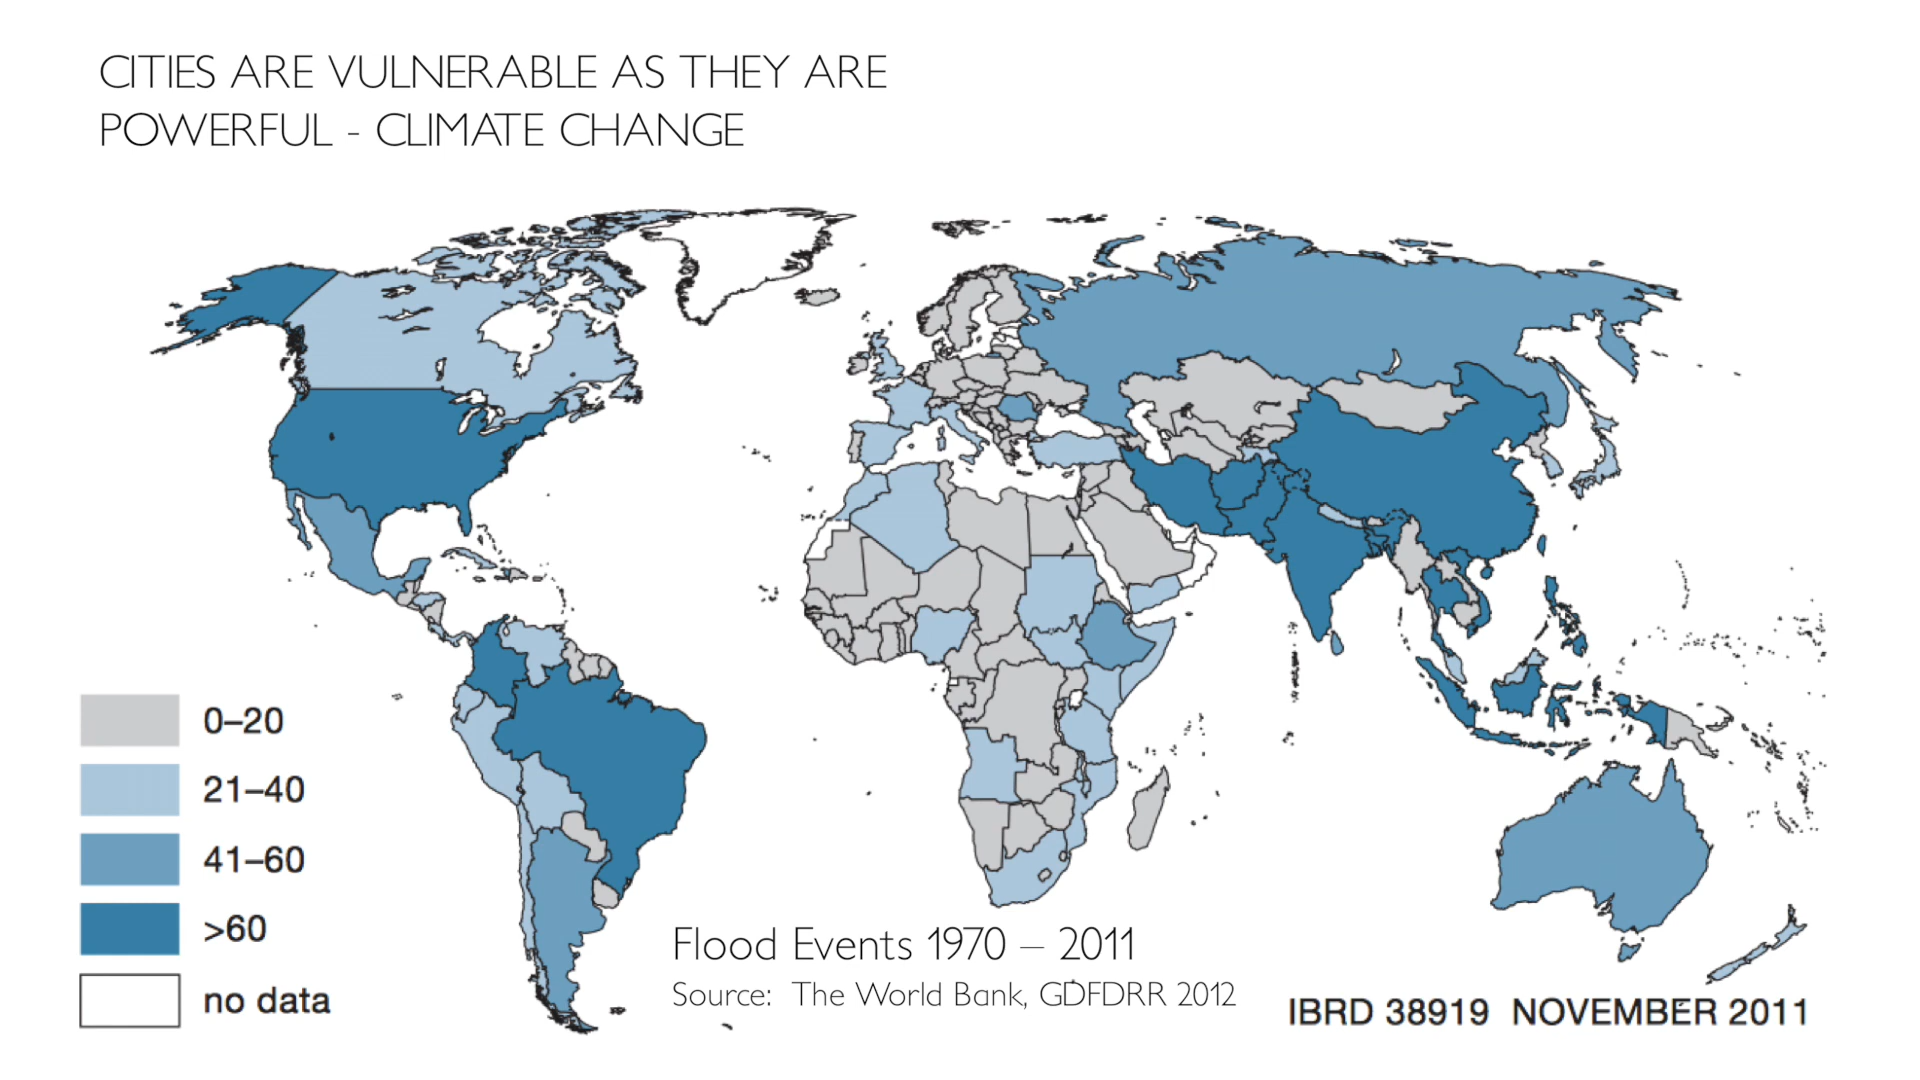 CITIES ARE VULNERABLE AS THEY ARE
POWERFUL - CLIMATE CHANGE
0–20
21–40
41–60
>60
no data
Flood Events 1970 – 2011
Source: The World Bank, GDFDRR 2012
IBRD 38919 NOVEMBER 2011